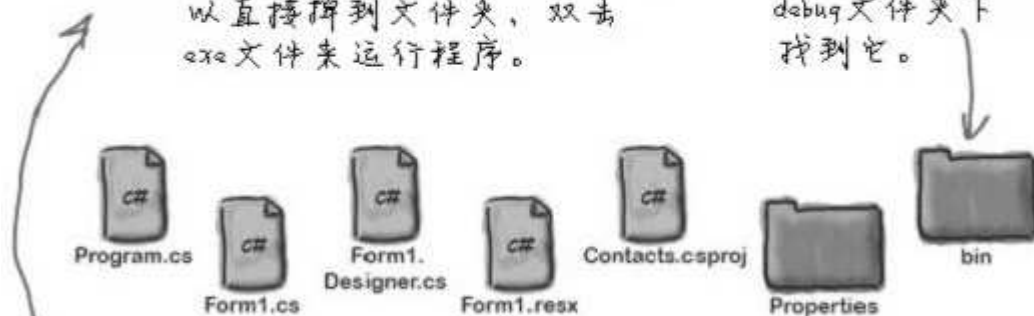 以直接择到文件夹、双击
exe文件来运行程序。
debug文件夹下
找到它。
C#
Program.cs
C#
Form1.cs
C#
Form1.
Designer.cs
C#
Form1.resx
C#
Contacts.csproj
Properties
bin